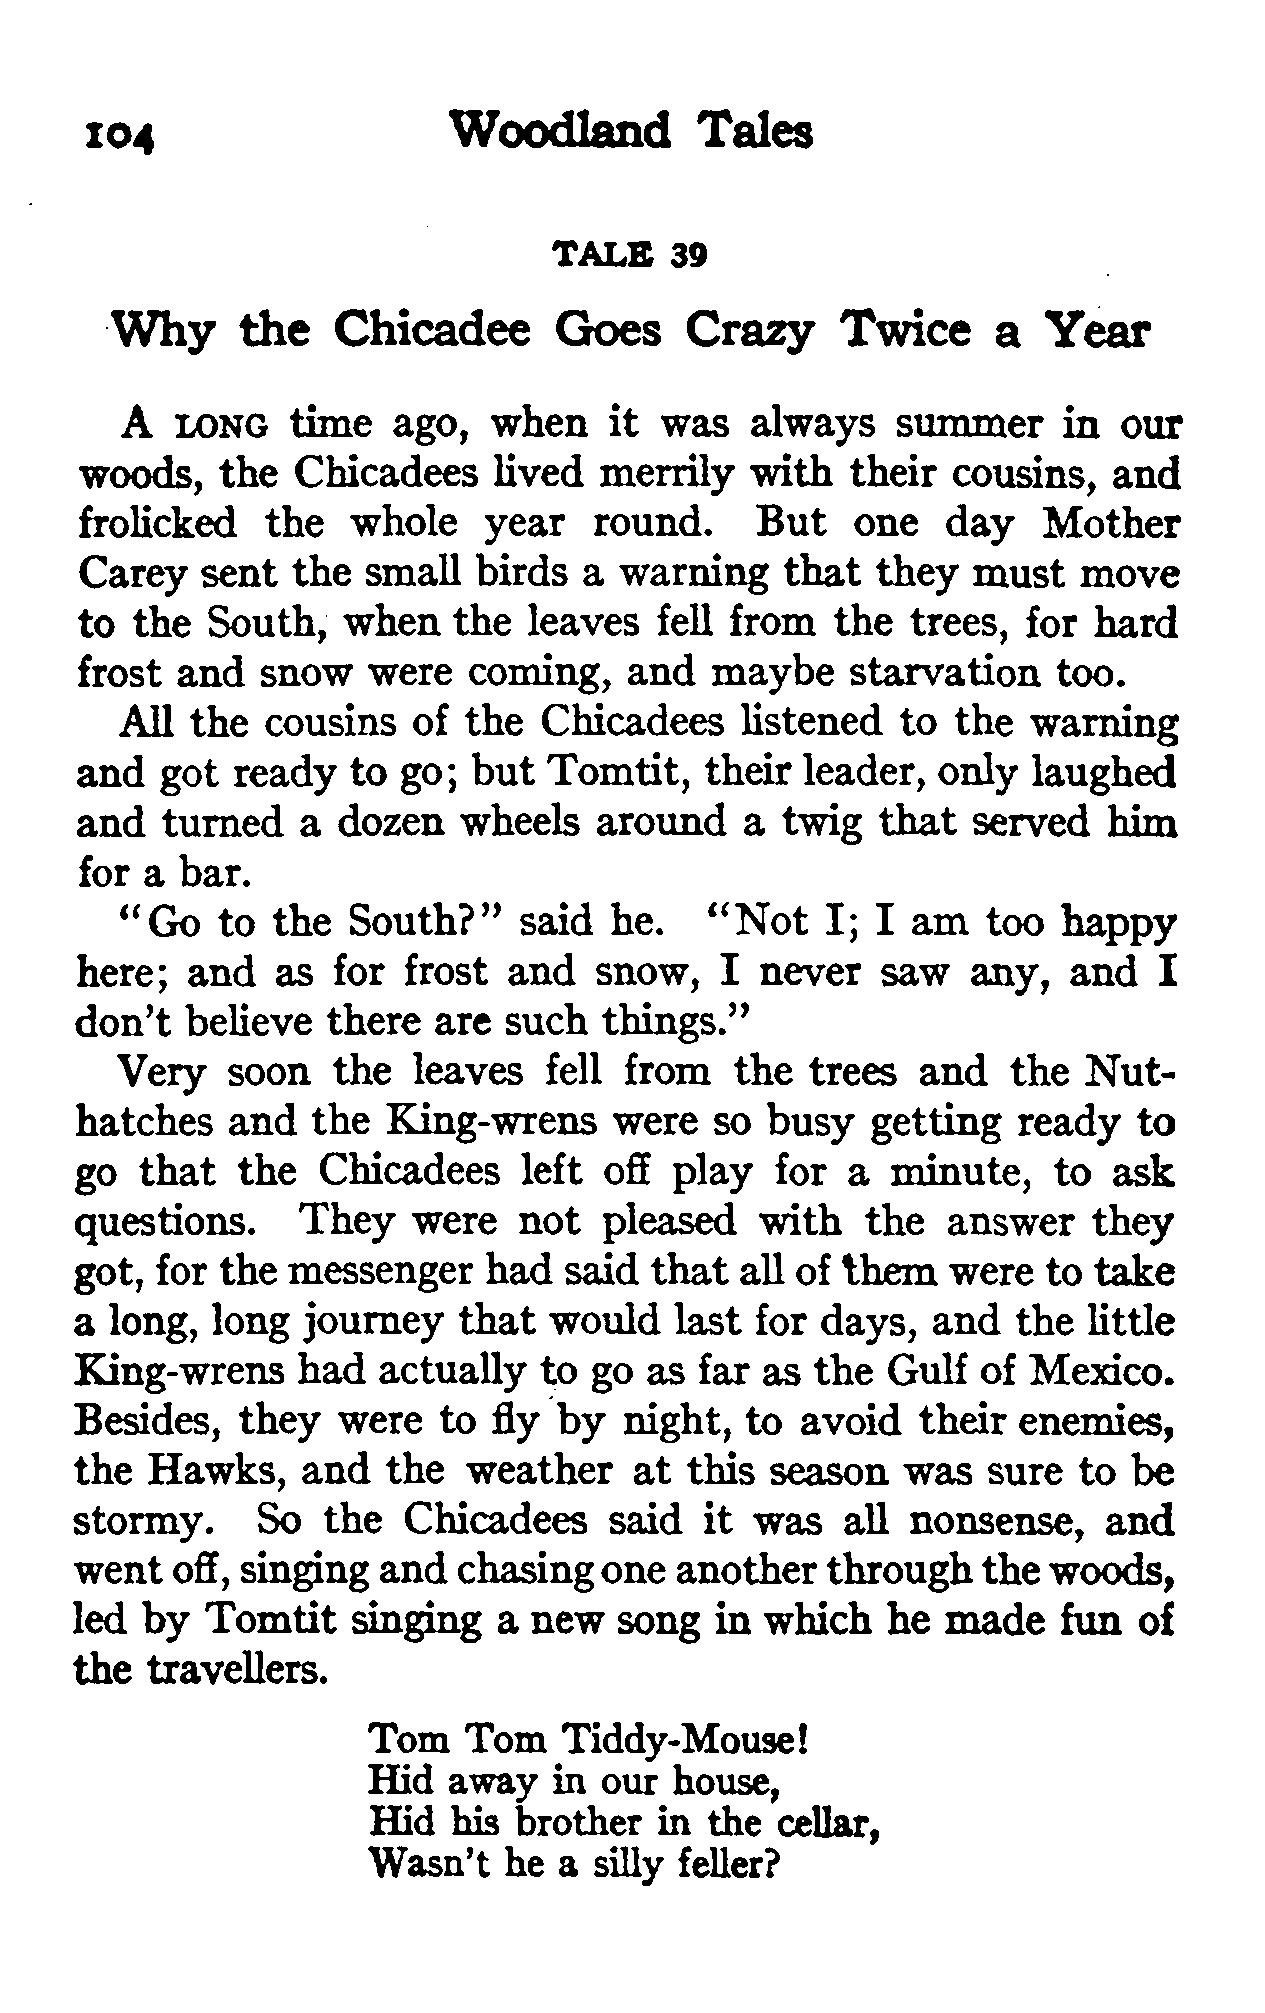 104 Woodland Tales
TALE 39
Why the Chicadee Goes Crazy Twice a Year
A LONG time ago, when it was always summer in our
woods, the Chicadees lived merrily with their cousins, and
frolicked the whole year round. But one day Mother
Carey sent the small birds a warning that they must move
to the South, when the leaves fell from the trees, for hard
frost and snow were coming, and maybe starvation too.
All the cousins of the Chicadees listened to the warning
and got ready to go; but Tomtit, their leader, only laughed
and turned a dozen wheels around a twig that served him
for a bar.
"Go to the South?" said he. "Not I; I am too happy
here; and as for frost and snow, I never saw any, and I
don't believe there are such things."
Very soon the leaves fell from the trees and the Nut-
hatches and the King-wrens were so busy getting ready to
go that the Chicadees left off play for a minute, to ask
questions. They were not pleased with the answer they
got, for the messenger had said that all of them were to take
a long, long journey that would last for days, and the little
King-wrens had actually to go as far as the Gulf of Mexico.
Besides, they were to fly by night, to avoid their enemies,
the Hawks, and the weather at this season was sure to be
stormy. So the Chicadees said it was all nonsense, and
went off, singing and chasing one another through the woods,
led by Tomtit singing a new song in which he made fun of
the travellers.
Tom Tom Tiddy-Mouse!
Hid away in our house,
Hid his brother in the cellar,
Wasn't he a silly feller?